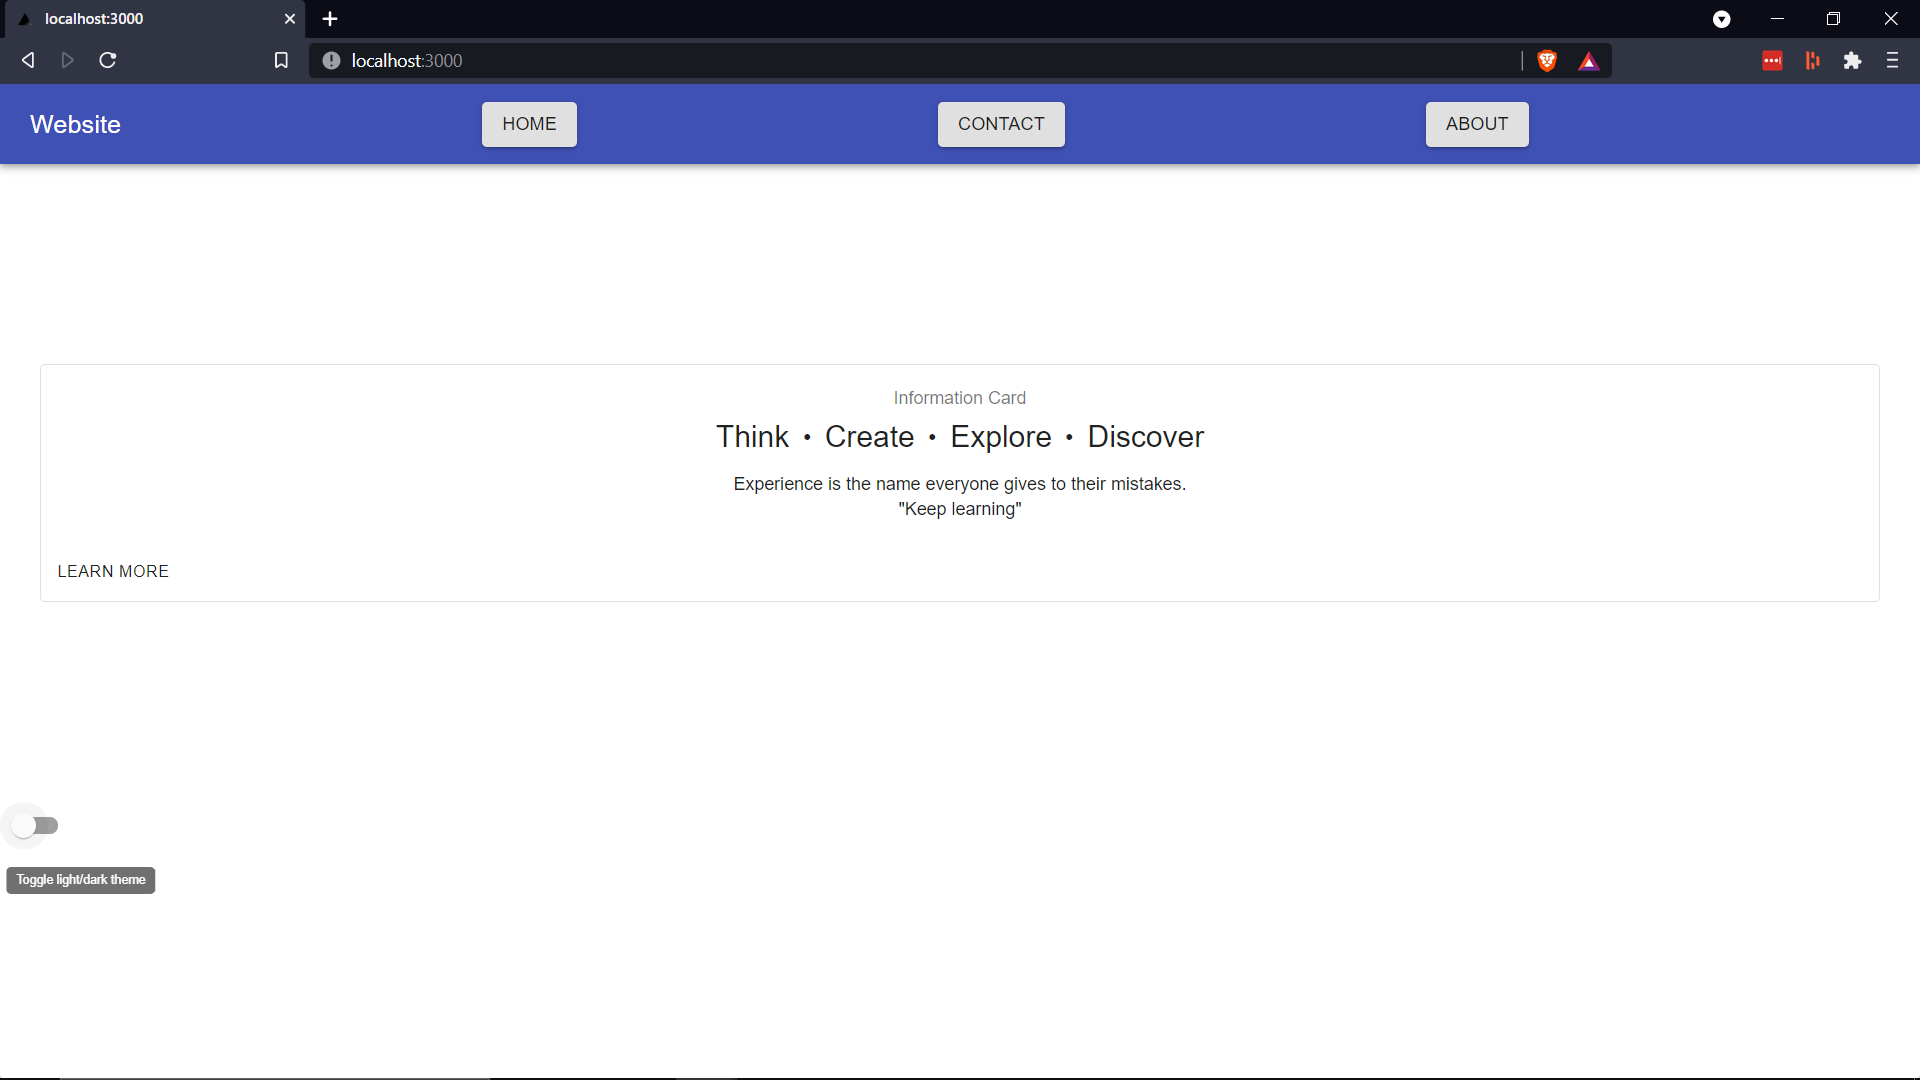 localhost:3000
localhost:3000
Website
HOME
CONTACT
ABOUT
Information Card
Think • Create • Explore • Discover
Experience is the name everyone gives to their mistakes.
"Keep learning"
LEARN MORE
Toggle light/dark theme